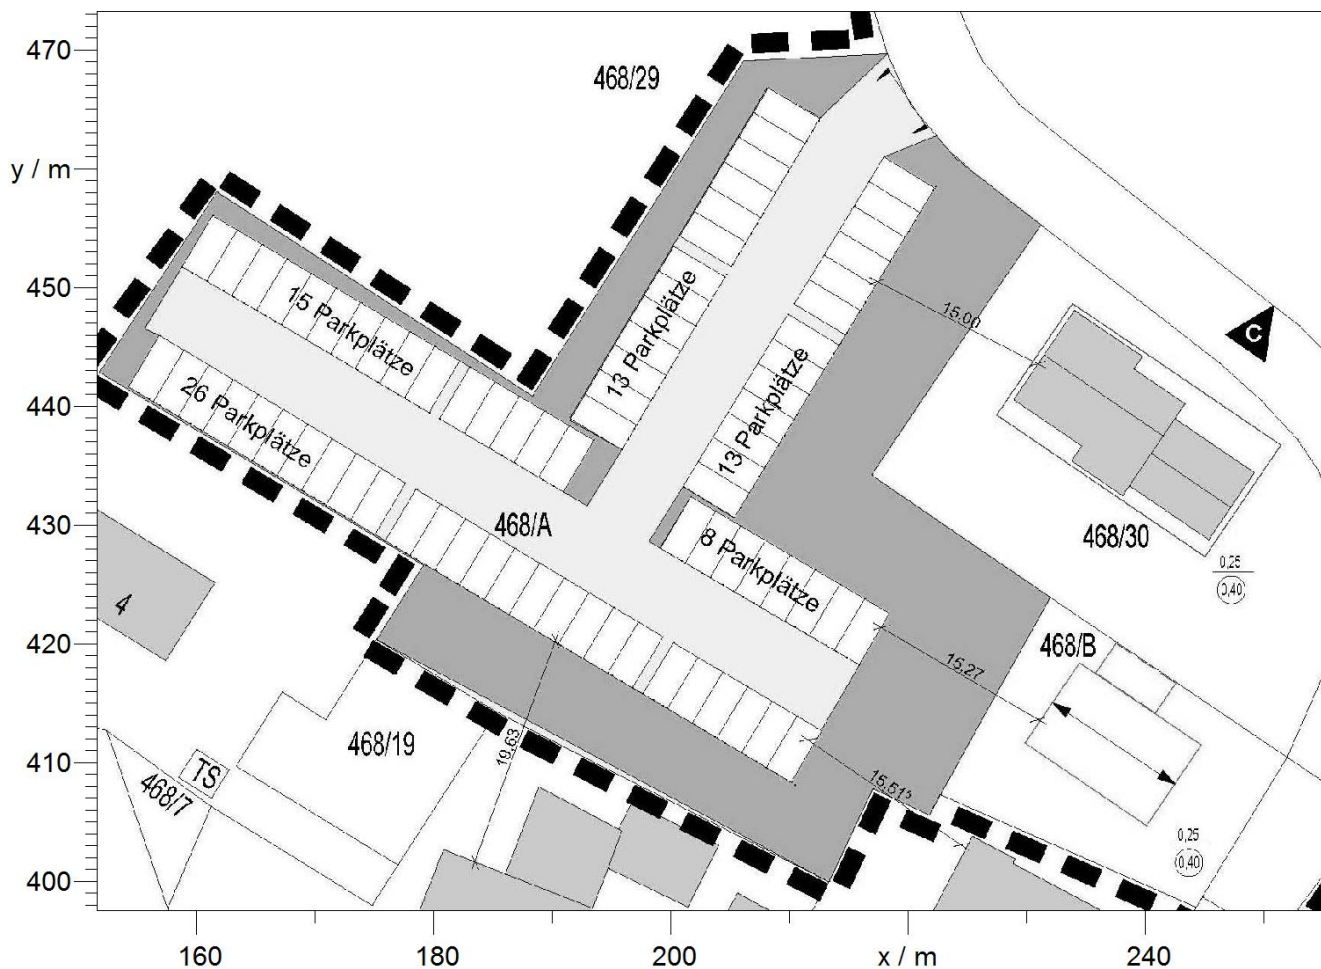 470
468/29
y / m
450
15 Parkplätze
13 Parkplätze
15.00
C
440
26 Parkplätze
13 Parkplätze
430
468/A
8 Parkplätze
468/30
0,25
0,40
4
420
468/B
15,27
19,63
468/19
410
TS
468/7
15.51⁵
0,25
0,40
400
160
180
200
x / m
240